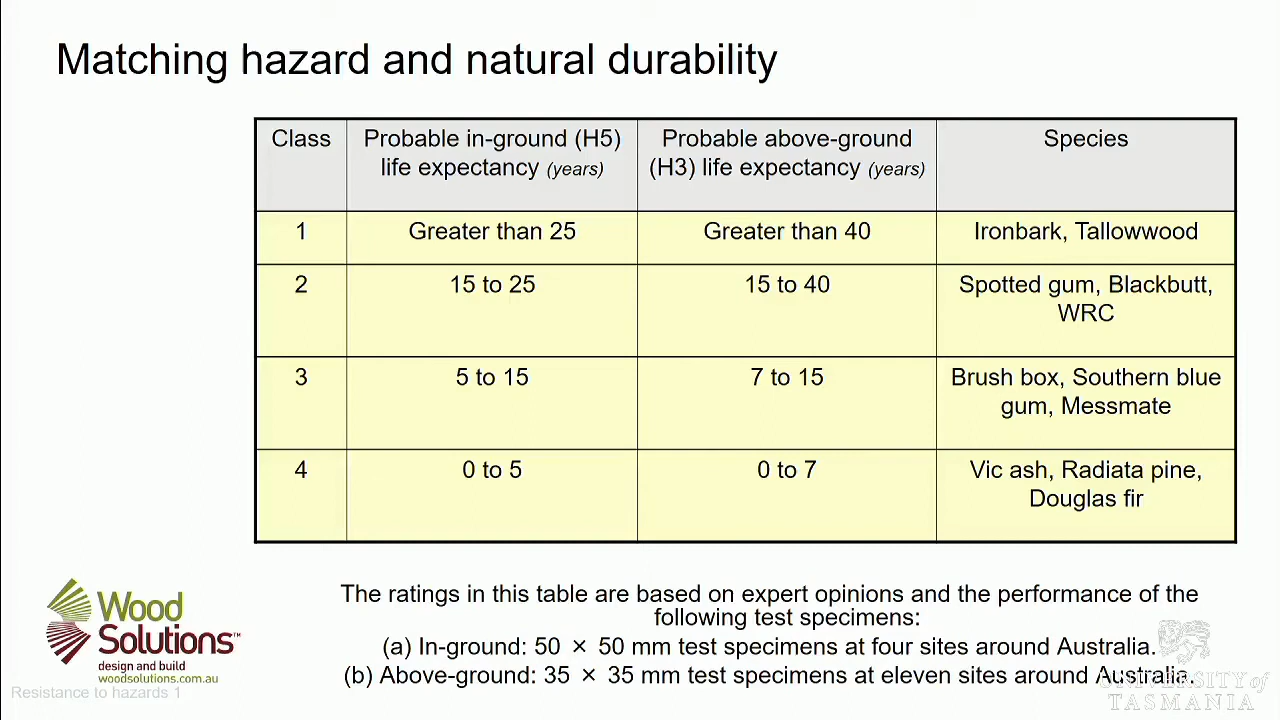 Matching hazard and natural durability
Class
Probable in-ground (H5)
life expectancy (years)
Probable above-ground
(H3) life expectancy (years)
Species
1
Greater than 25
Greater than 40
Ironbark, Tallowwood
2
15 to 25
15 to 40
Spotted gum, Blackbutt,
WRC
3
5 to 15
7 to 15
Brush box, Southern blue
gum, Messmate
4
0 to 5
0 to 7
Vic ash, Radiata pine,
Douglas fir
The ratings in this table are based on expert opinions and the performance of the
following test specimens:
(a) In-ground: 50 × 50 mm test specimens at four sites around Australia.
(b) Above-ground: 35 × 35 mm test specimens at eleven sites around Australia.
Wood
Solutions™
design and build
woodsolutions.com.au
Resistance to hazards 1
UNIVERSITY of
TASMANIA